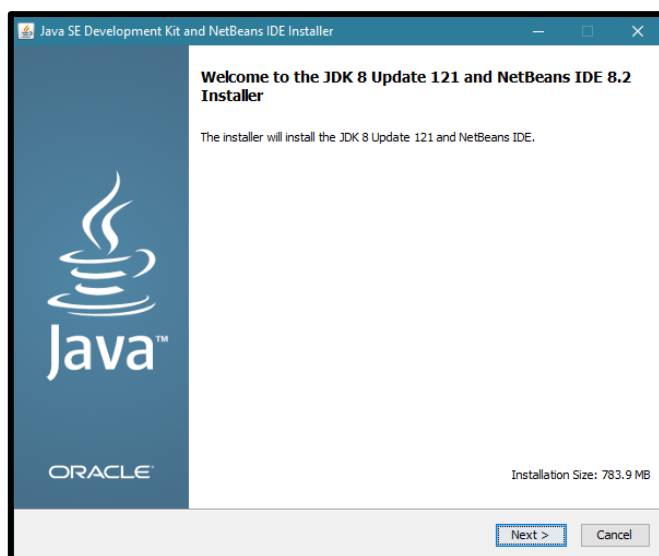 Java SE Development Kit and NetBeans IDE Installer
Welcome to the JDK 8 Update 121 and NetBeans IDE 8.2
Installer
The installer will install the JDK 8 Update 121 and NetBeans IDE.
Java™
ORACLE®
Installation Size: 783.9 MB
Next >
Cancel